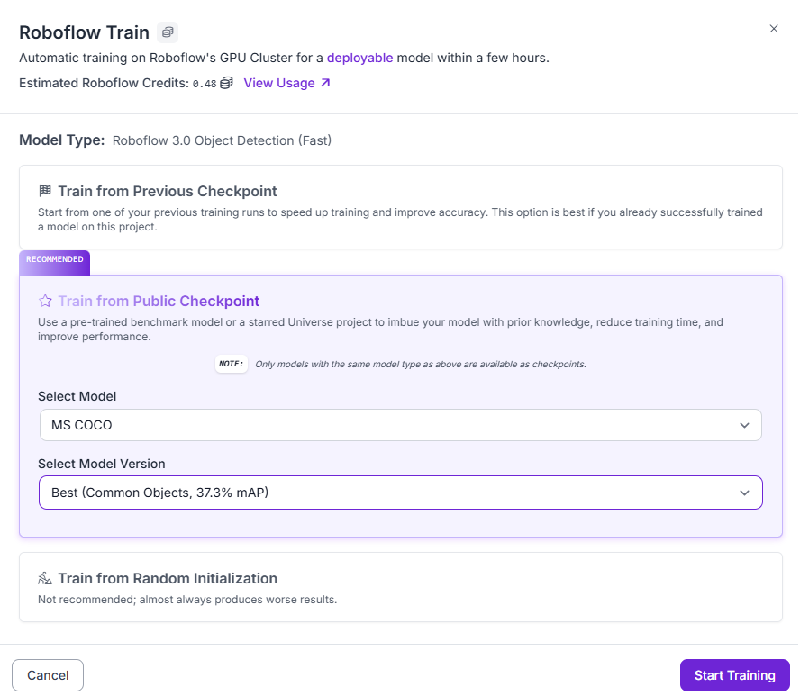 Roboflow Train
Automatic training on Roboflow's GPU Cluster for a deployable model within a few hours.
Estimated Roboflow Credits: 0.48 View Usage
Model Type: Roboflow 3.0 Object Detection (Fast)
Train from Previous Checkpoint
Start from one of your previous training runs to speed up training and improve accuracy. This option is best if you already successfully trained
a model on this project.
RECOMMENDED
Train from Public Checkpoint
Use a pre-trained benchmark model or a starred Universe project to imbue your model with prior knowledge, reduce training time, and
improve performance.
NOTE: Only models with the same model type as above are available as checkpoints.
Select Model
MS COCO
Select Model Version
Best (Common Objects, 37.3% mAP)
Train from Random Initialization
Not recommended; almost always produces worse results.
Cancel
Start Training